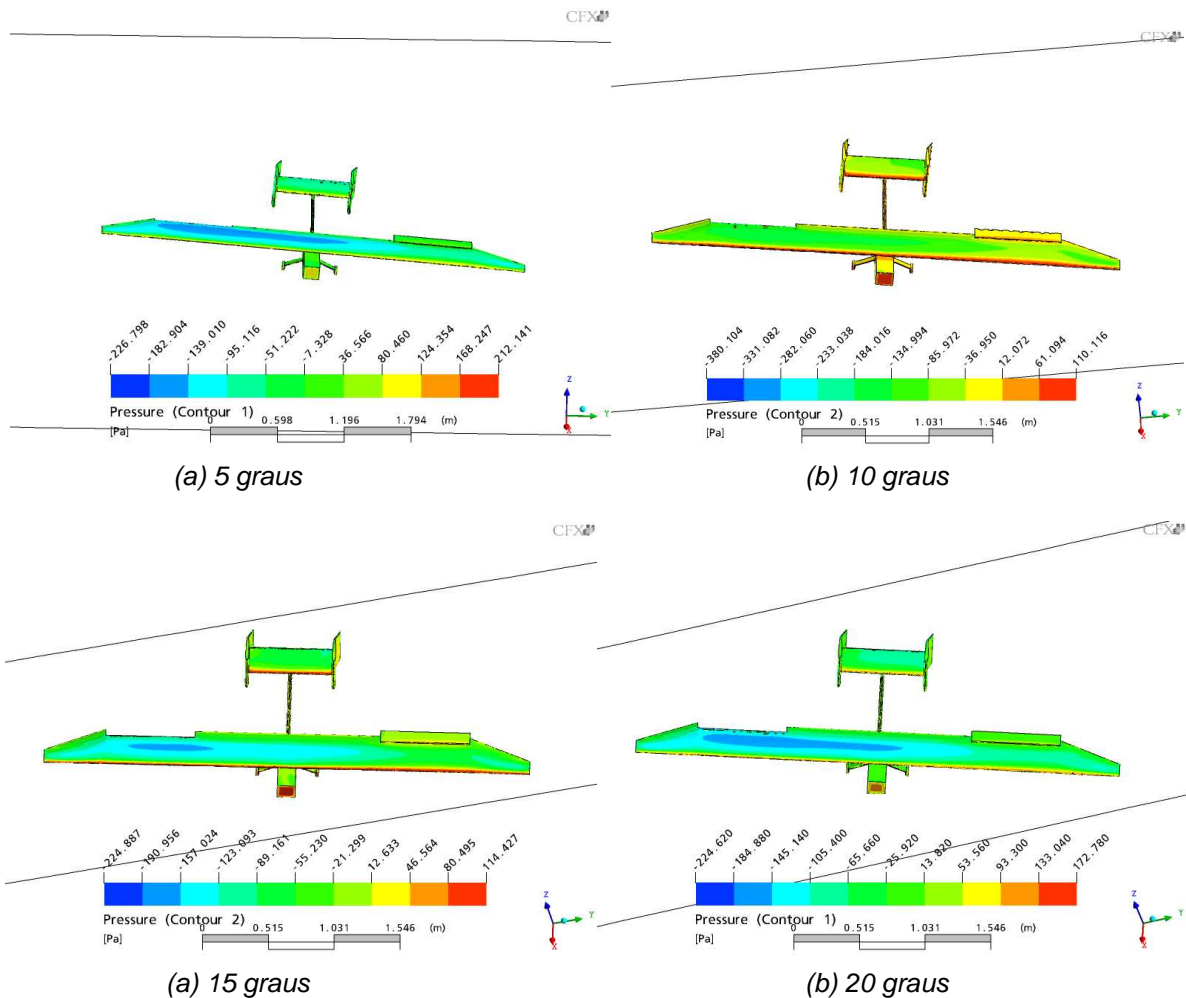 CFX
-226.798 -182.904 -139.010 -95.116 -51.222 -7.328 36.566 80.460 124.354 168.247 212.141
Pressure (Contour 1)
[Pa]
0 0.598 1.196 1.794 (m)
Z
Y
X
(a) 5 graus
CFX
-380.104 -331.082 -282.060 -233.038 -184.016 -134.994 -85.972 -36.950 12.072 61.094 110.116
Pressure (Contour 2)
[Pa]
0 0.515 1.031 1.546 (m)
Z
Y
X
(b) 10 graus
CFX
-224.887 -190.956 -157.024 -123.093 -89.161 -55.230 -21.299 12.633 46.564 80.495 114.427
Pressure (Contour 2)
[Pa]
0 0.515 1.031 1.546 (m)
Z
Y
X
(a) 15 graus
CFX
-224.620 -184.880 -145.140 -105.400 -65.660 -25.920 13.820 53.560 93.300 133.040 172.780
Pressure (Contour 1)
[Pa]
0 0.515 1.031 1.546 (m)
Z
Y
X
(b) 20 graus